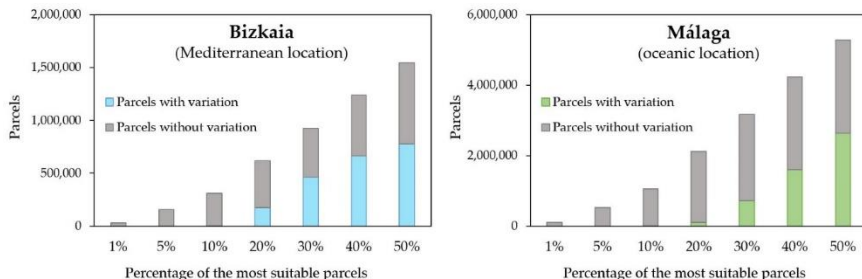 Bizkaia
(Mediterranean location)
Parcels
2,000,000
1,500,000
1,000,000
500,000
0
Parcels with variation
Parcels without variation
1% 5% 10% 20% 30% 40% 50%
Percentage of the most suitable parcels
Málaga
(oceanic location)
Parcels
6,000,000
4,000,000
2,000,000
0
Parcels with variation
Parcels without variation
1% 5% 10% 20% 30% 40% 50%
Percentage of the most suitable parcels